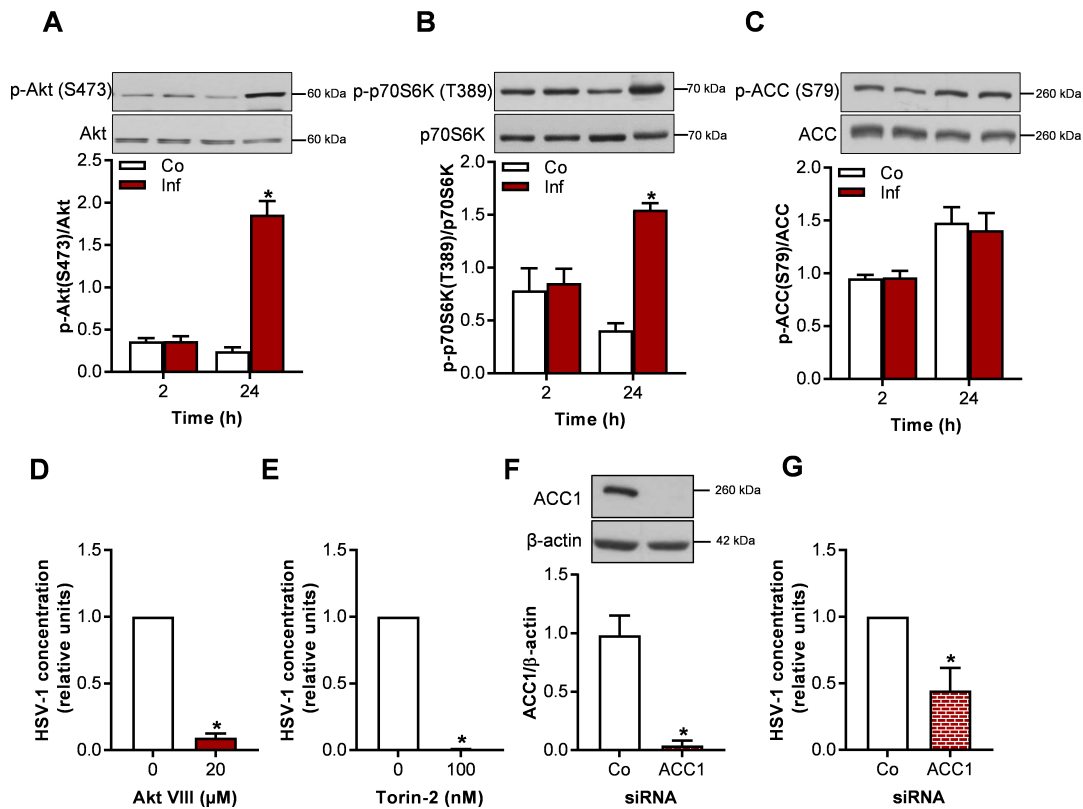 A
B
C
p-Akt (S473)
60 kDa
Akt
60 kDa
p-p70S6K (T389)
70 kDa
p70S6K
70 kDa
p-ACC (S79)
260 kDa
ACC
260 kDa
p-Akt(S473)/Akt
2.5
2.0
1.5
1.0
0.5
0.0
Co
Inf
*
2 24
Time (h)
p-p70S6K(T389)/p70S6K
2.0
1.5
1.0
0.5
0.0
Co
Inf
*
2 24
Time (h)
p-ACC(S79)/ACC
2.0
1.5
1.0
0.5
0.0
Co
Inf
2 24
Time (h)
D
HSV-1 concentration
(relative units)
1.5
1.0
0.5
0.0
*
0 20
Akt VIII (μM)
E
HSV-1 concentration
(relative units)
1.5
1.0
0.5
0.0
*
0 100
Torin-2 (nM)
F
ACC1
260 kDa
β-actin
42 kDa
ACC1/β-actin
1.5
1.0
0.5
0.0
*
Co ACC1
siRNA
G
HSV-1 concentration
(relative units)
1.5
1.0
0.5
0.0
*
Co ACC1
siRNA